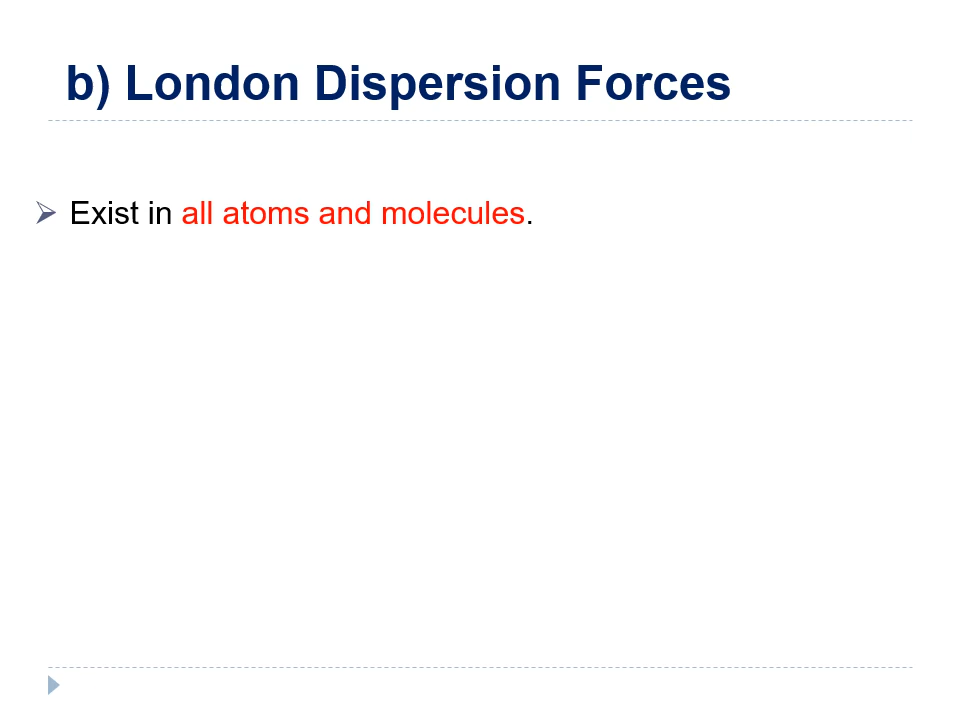 b) London Dispersion Forces
Exist in all atoms and molecules.